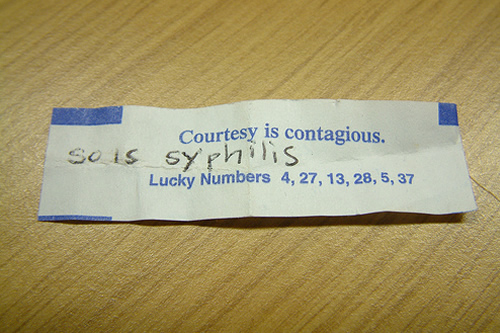 Courtesy is contagious.
so is syphilis
Lucky Numbers 4, 27, 13, 28, 5, 37